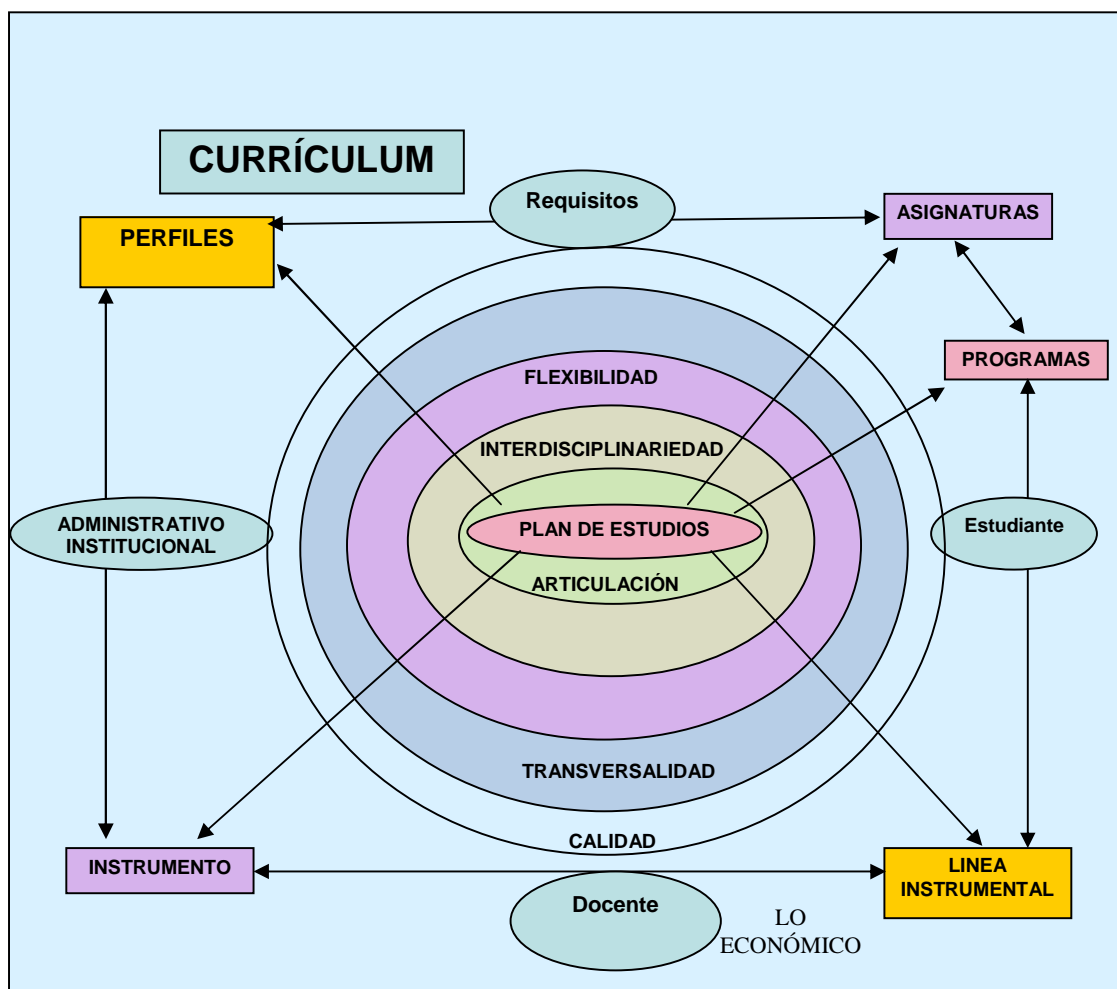 CURRÍCULUM
Requisitos
ASIGNATURAS
PERFILES
PROGRAMAS
FLEXIBILIDAD
INTERDISCIPLINARIEDAD
PLAN DE ESTUDIOS
ADMINISTRATIVO
INSTITUCIONAL
Estudiante
ARTICULACIÓN
TRANSVERSALIDAD
CALIDAD
INSTRUMENTO
LINEA
INSTRUMENTAL
Docente
LO
ECONÓMICO